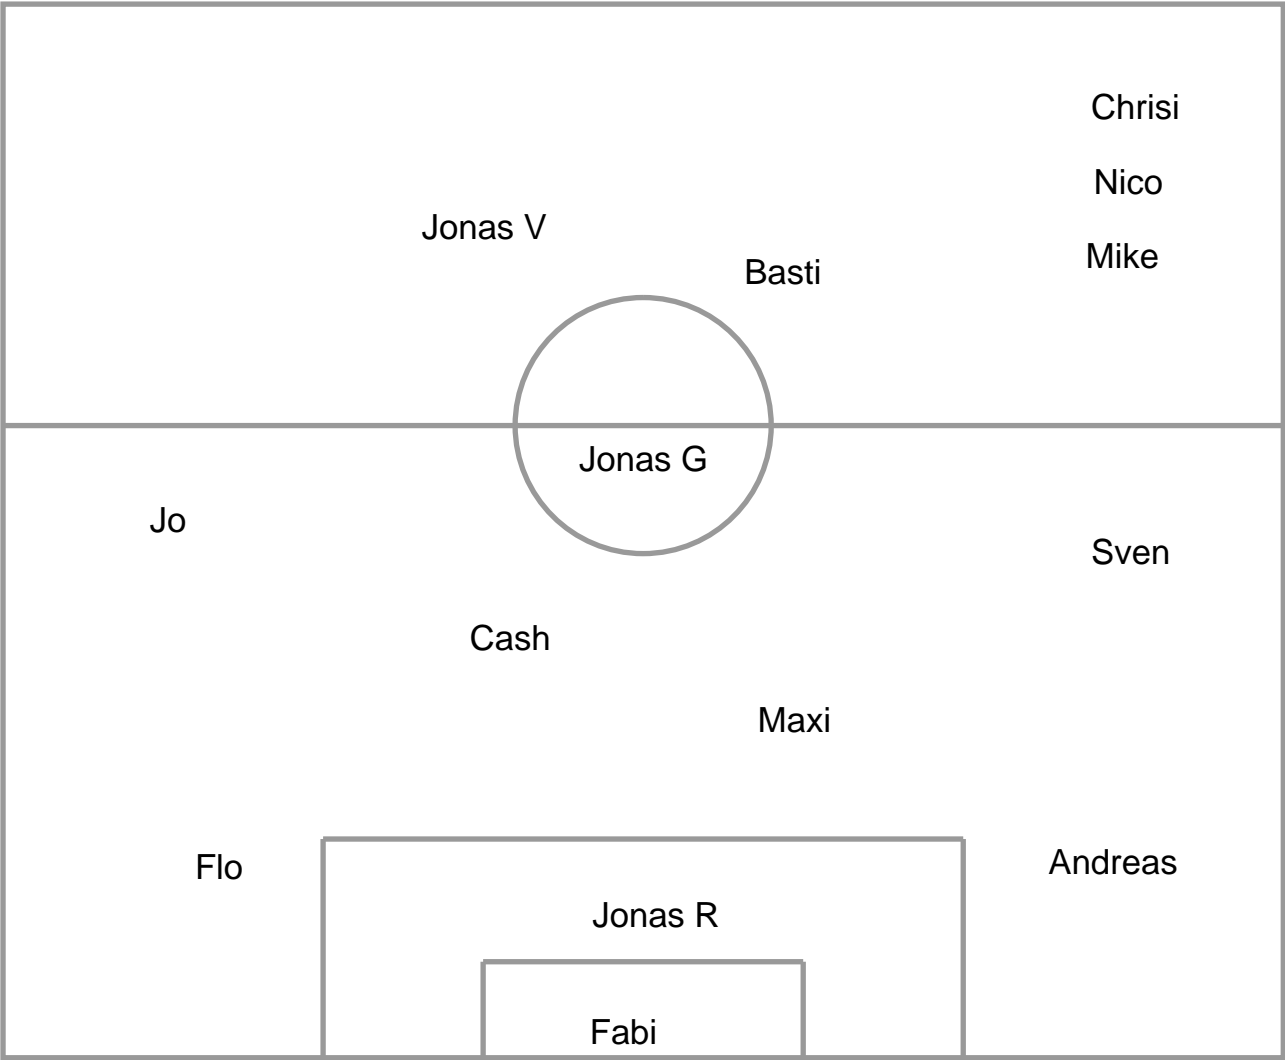 Chrisi
Nico
Jonas V
Mike
Basti
Jonas G
Jo
Sven
Cash
Maxi
Flo
Andreas
Jonas R
Fabi